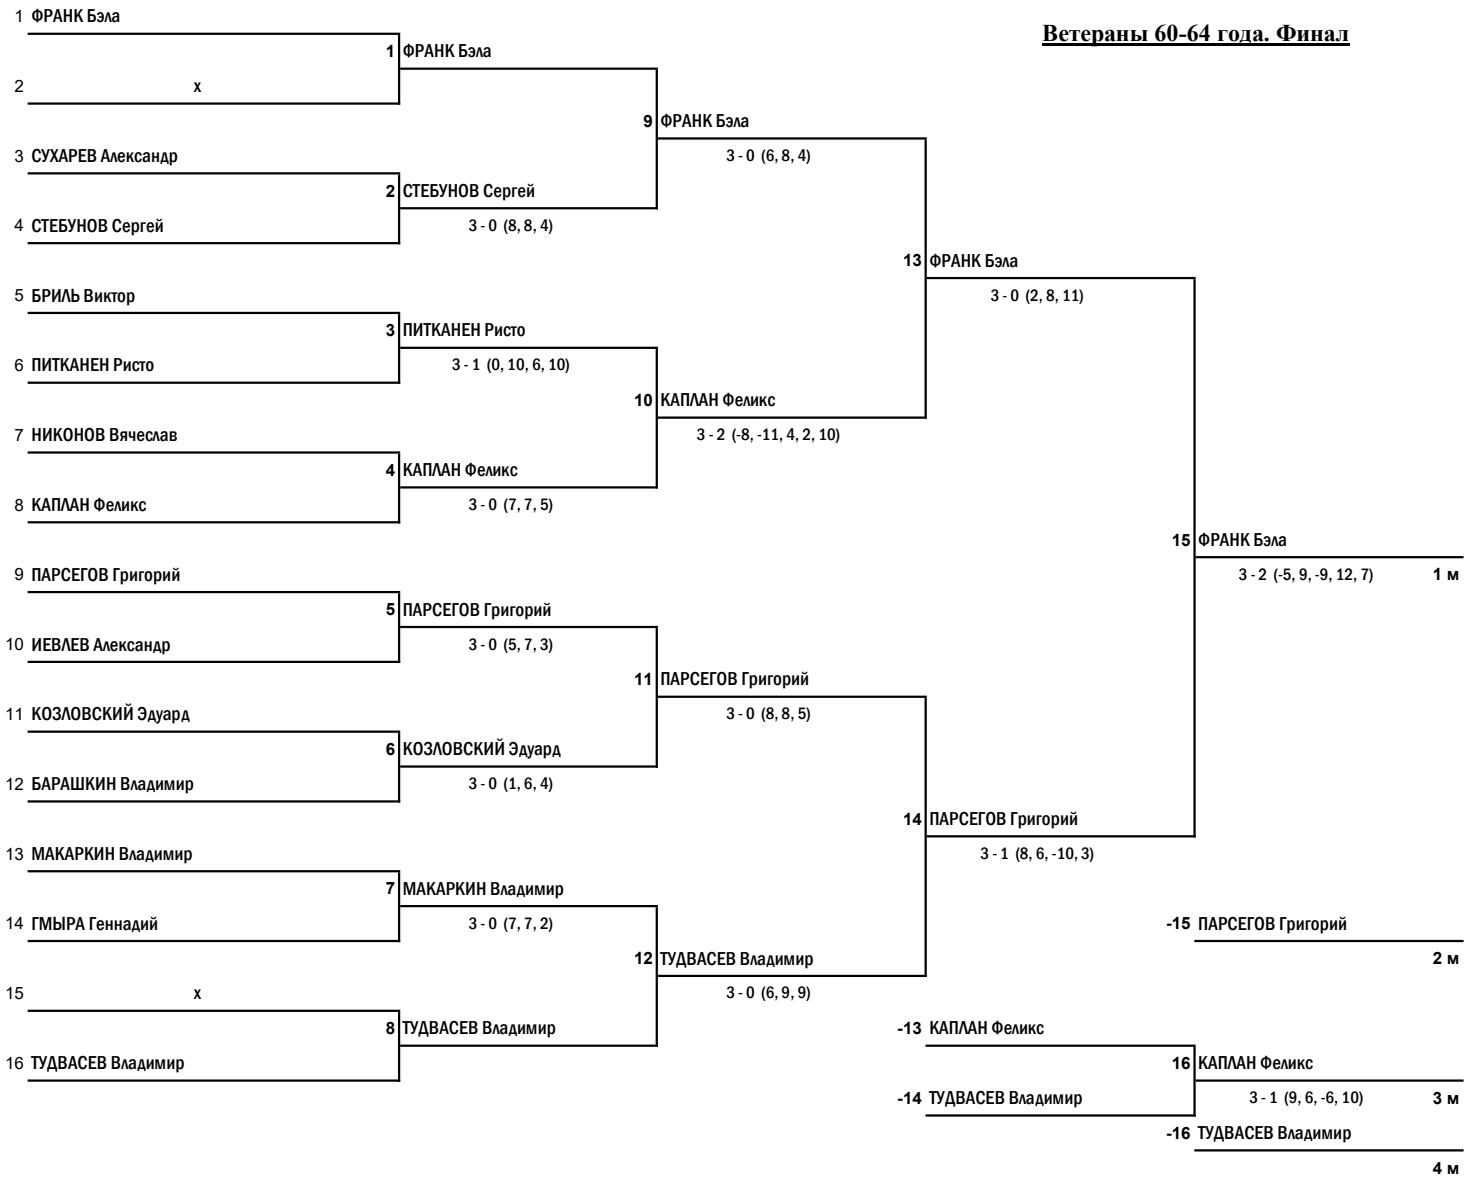 1 ФРАНК Бэла
Ветераны 60-64 года. Финал
1 ФРАНК Бэла
2 х
9 ФРАНК Бэла
3 СУХАРЕВ Александр
3 - 0 (6, 8, 4)
2 СТЕБУНОВ Сергей
4 СТЕБУНОВ Сергей
3 - 0 (8, 8, 4)
13 ФРАНК Бэла
5 БРИЛЬ Виктор
3 - 0 (2, 8, 11)
3 ПИТКАНЕН Ристо
6 ПИТКАНЕН Ристо
3 - 1 (0, 10, 6, 10)
10 КАПЛАН Феликс
7 НИКОНОВ Вячеслав
3 - 2 (-8, -11, 4, 2, 10)
4 КАПЛАН Феликс
8 КАПЛАН Феликс
3 - 0 (7, 7, 5)
15 ФРАНК Бэла
9 ПАРСЕГОВ Григорий
3 - 2 (-5, 9, -9, 12, 7) 1 м
5 ПАРСЕГОВ Григорий
10 ИЕВЛЕВ Александр
3 - 0 (5, 7, 3)
11 ПАРСЕГОВ Григорий
11 КОЗЛОВСКИЙ Эдуард
3 - 0 (8, 8, 5)
6 КОЗЛОВСКИЙ Эдуард
12 БАРАШКИН Владимир
3 - 0 (1, 6, 4)
14 ПАРСЕГОВ Григорий
13 МАКАРКИН Владимир
3 - 1 (8, 6, -10, 3)
7 МАКАРКИН Владимир
14 ГМЫРА Геннадий
3 - 0 (7, 7, 2)
-15 ПАРСЕГОВ Григорий
12 ТУДВАСЕВ Владимир
2 м
15 х
3 - 0 (6, 9, 9)
8 ТУДВАСЕВ Владимир
-13 КАПЛАН Феликс
16 ТУДВАСЕВ Владимир
16 КАПЛАН Феликс
-14 ТУДВАСЕВ Владимир
3 - 1 (9, 6, -6, 10) 3 м
-16 ТУДВАСЕВ Владимир
4 м